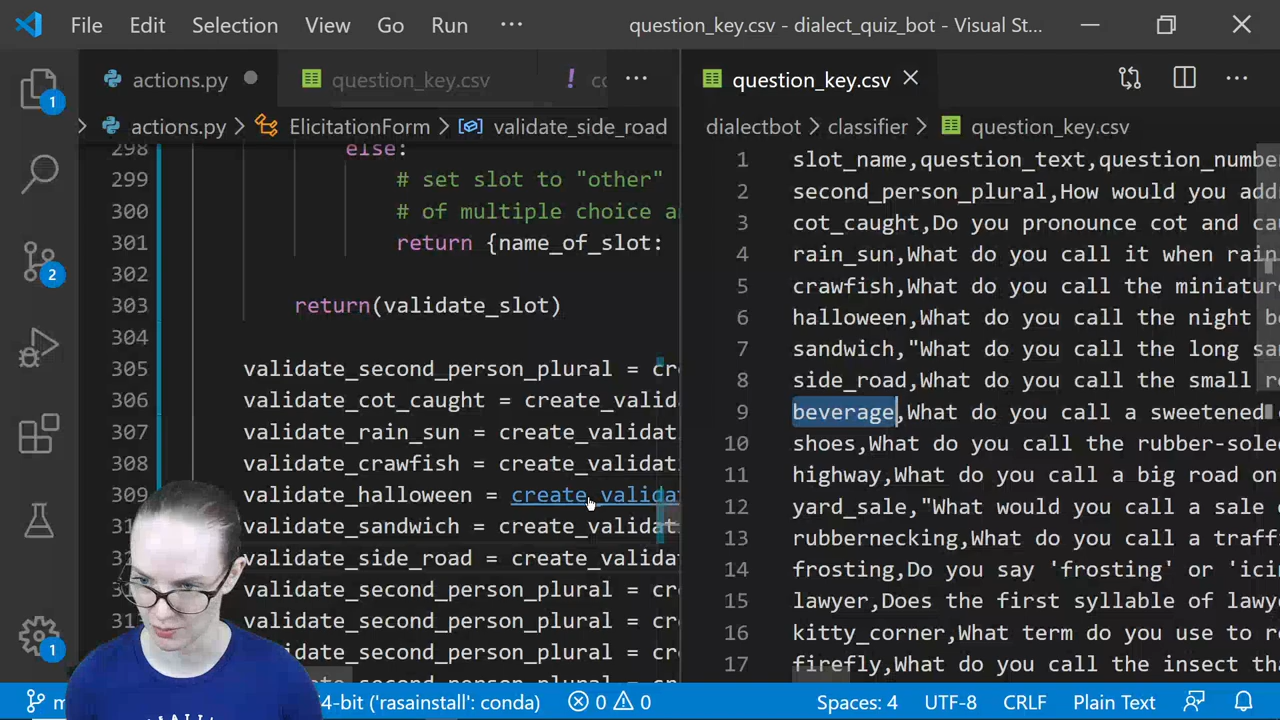 File Edit Selection View Go Run ··· question_key.csv - dialect_quiz_bot - Visual St...
actions.py question_key.csv ! co ···
question_key.csv
actions.py > ElicitationForm > validate_side_road
dialectbot > classifier > question_key.csv
298 else:
299 # set slot to "other"
300 # of multiple choice a
301 return {name_of_slot:
302
303 return(validate_slot)
304
305 validate_second_person_plural = cre
306 validate_cot_caught = create_valida
307 validate_rain_sun = create_validat
308 validate_crawfish = create_validat
309 validate_halloween = create_validat
validate_sandwich = create_validat
validate_side_road = create_valida
validate_second_person_plural = cre
validate_second_person_plural = cre
validate_second_person_plural = cre
1 slot_name,question_text,question_numbe
2 second_person_plural,How would you add
3 cot_caught,Do you pronounce cot and ca
4 rain_sun,What do you call it when rain
5 crawfish,What do you call the miniatur
6 halloween,What do you call the night b
7 sandwich,"What do you call the long sa
8 side_road,What do you call the small r
9 beverage,What do you call a sweetened
10 shoes,What do you call the rubber-sole
11 highway,What do you call a big road on
12 yard_sale,"What would you call a sale
13 rubbernecking,What do you call a traff
14 frosting,Do you say 'frosting' or 'ici
15 lawyer,Does the first syllable of lawy
16 kitty_corner,What term do you use to r
17 firefly,What do you call the insect th
1
2
1
4-bit ('rasainstall': conda) 0 0 Spaces: 4 UTF-8 CRLF Plain Text